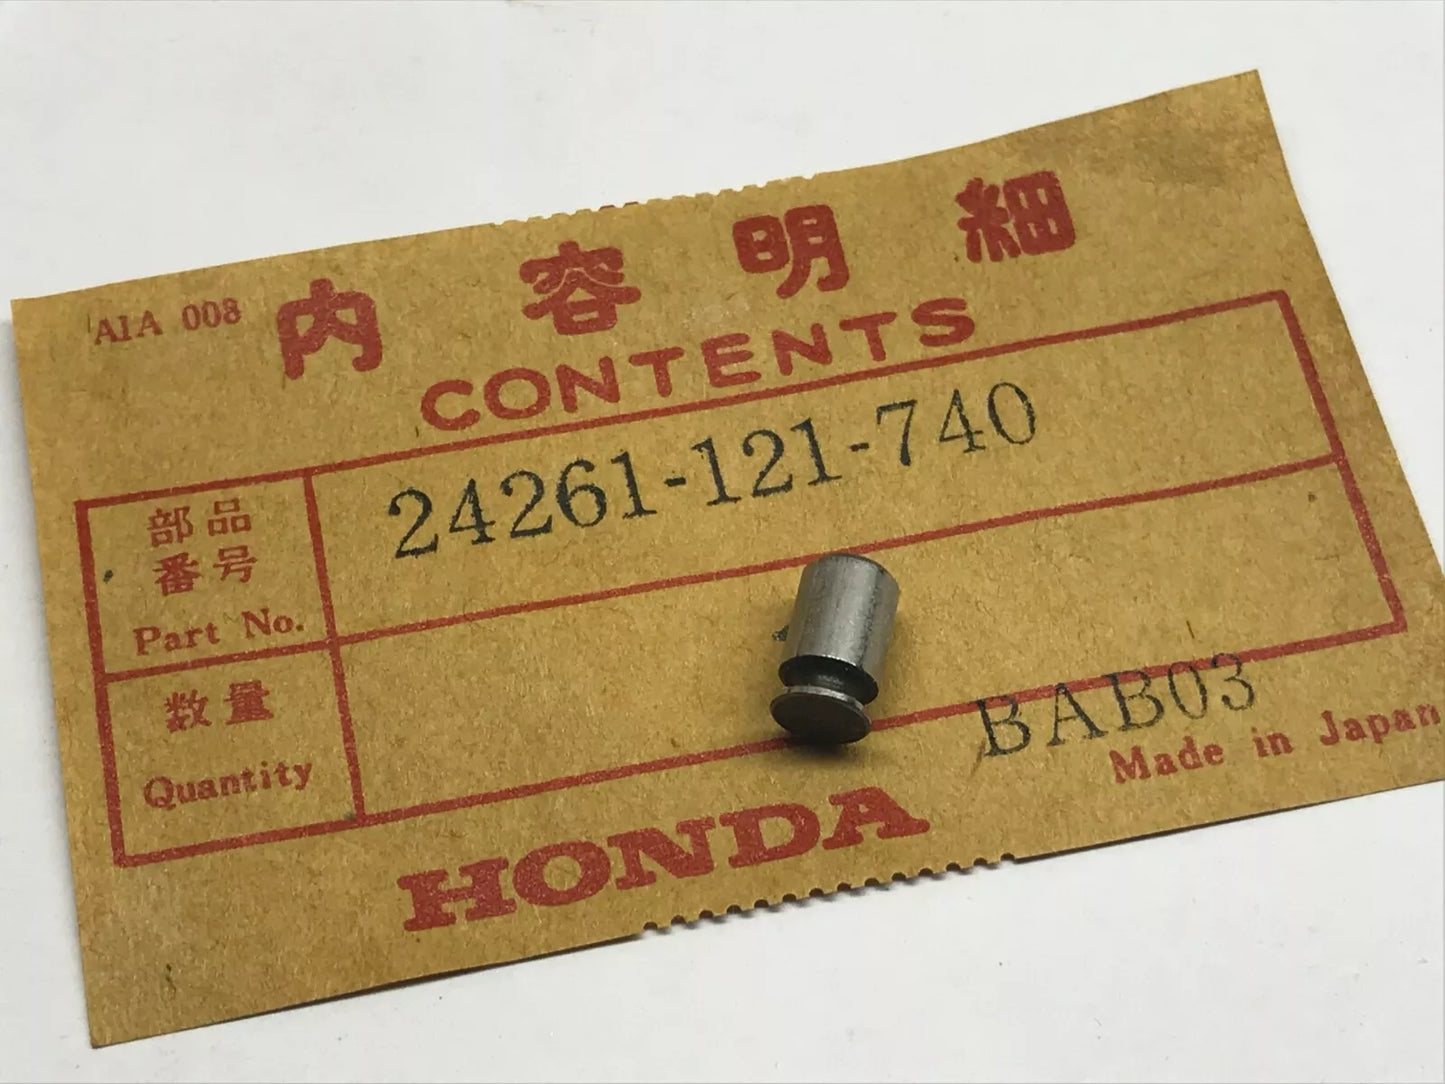 A1A 008
内容明細
CONTENTS
部品
番号
Part No.
24261-121-740
数量
Quantity
BAB03
Made in Japan
HONDA